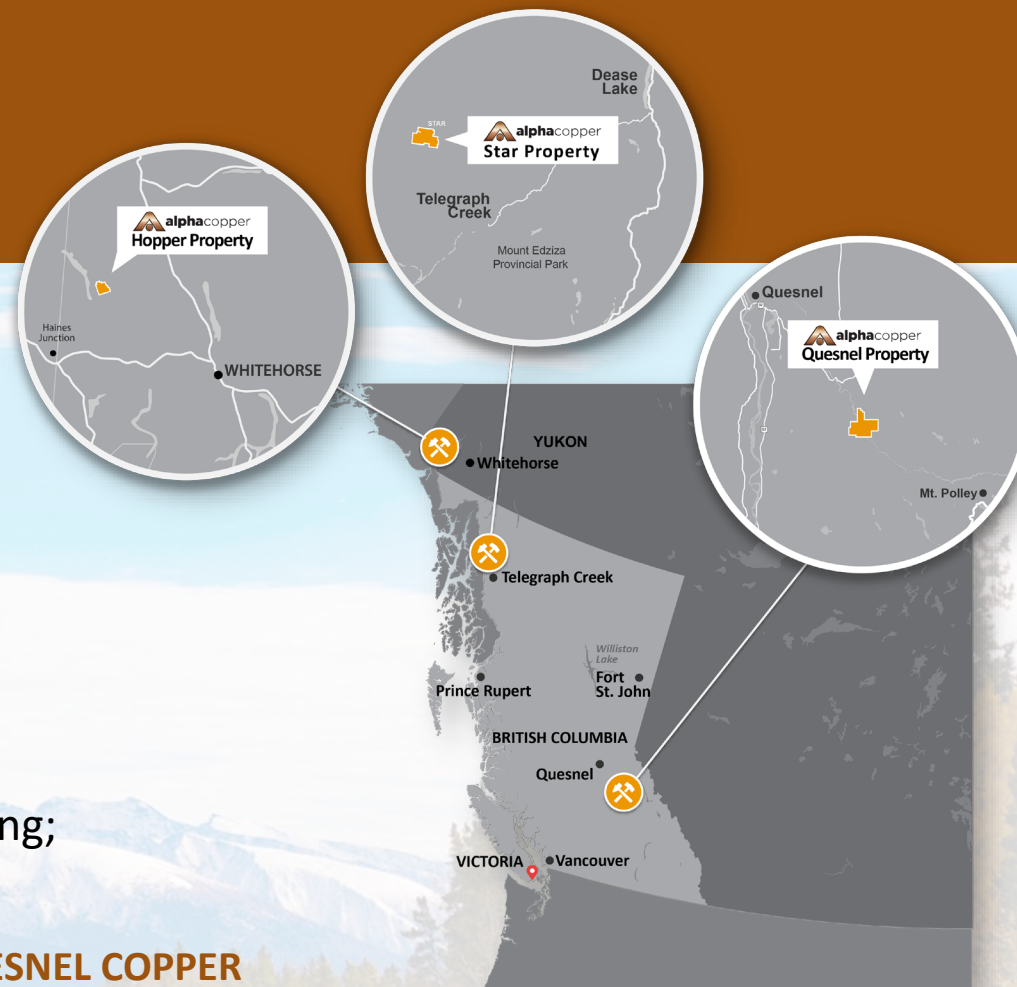 Dease
Lake
STAR
alphacopper
Star Property
Telegraph
Creek
Mount Edziza
Provincial Park
alphacopper
Hopper Property
Haines
Junction
WHITEHORSE
Quesnel
alphacopper
Quesnel Property
Mt. Polley
YUKON
Whitehorse
Telegraph Creek
Williston
Lake
Fort
St. John
Prince Rupert
BRITISH COLUMBIA
Quesnel
ng;
VICTORIA
Vancouver
ESNEL COPPER